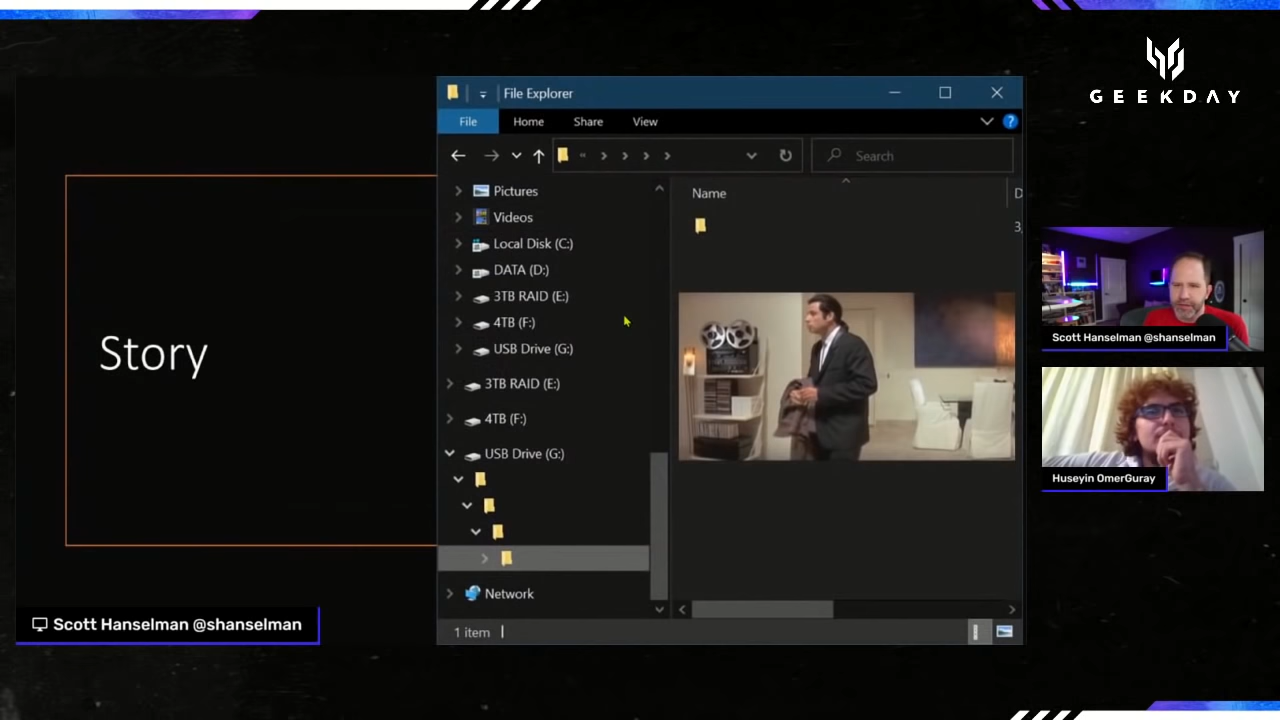 GEEKDAY
Story
File Explorer
File
Home
Share
View
?
Search
Pictures
Videos
Local Disk (C:)
DATA (D:)
3TB RAID (E:)
4TB (F:)
USB Drive (G:)
3TB RAID (E:)
4TB (F:)
USB Drive (G:)
Network
Name
D
3
1 item
Scott Hanselman @shanselman
Scott Hanselman @shanselman
Huseyin OmerGuray